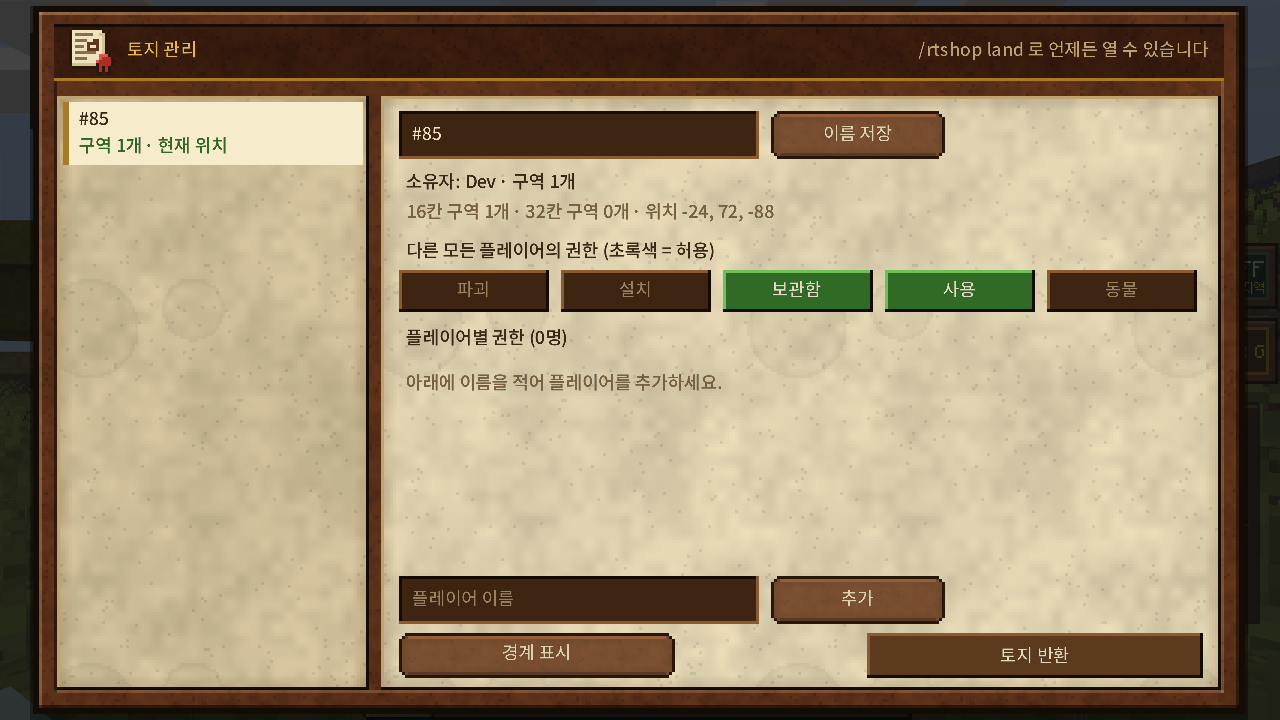 토지 관리
/rtshop land 로 언제든 열 수 있습니다
#85
구역 1개 · 현재 위치
#85
이름 저장
소유자: Dev · 구역 1개
16칸 구역 1개 · 32칸 구역 0개 · 위치 -24, 72, -88
다른 모든 플레이어의 권한 (초록색 = 허용)
파괴
설치
보관함
사용
동물
플레이어별 권한 (0명)
아래에 이름을 적어 플레이어를 추가하세요.
플레이어 이름
추가
경계 표시
토지 반환